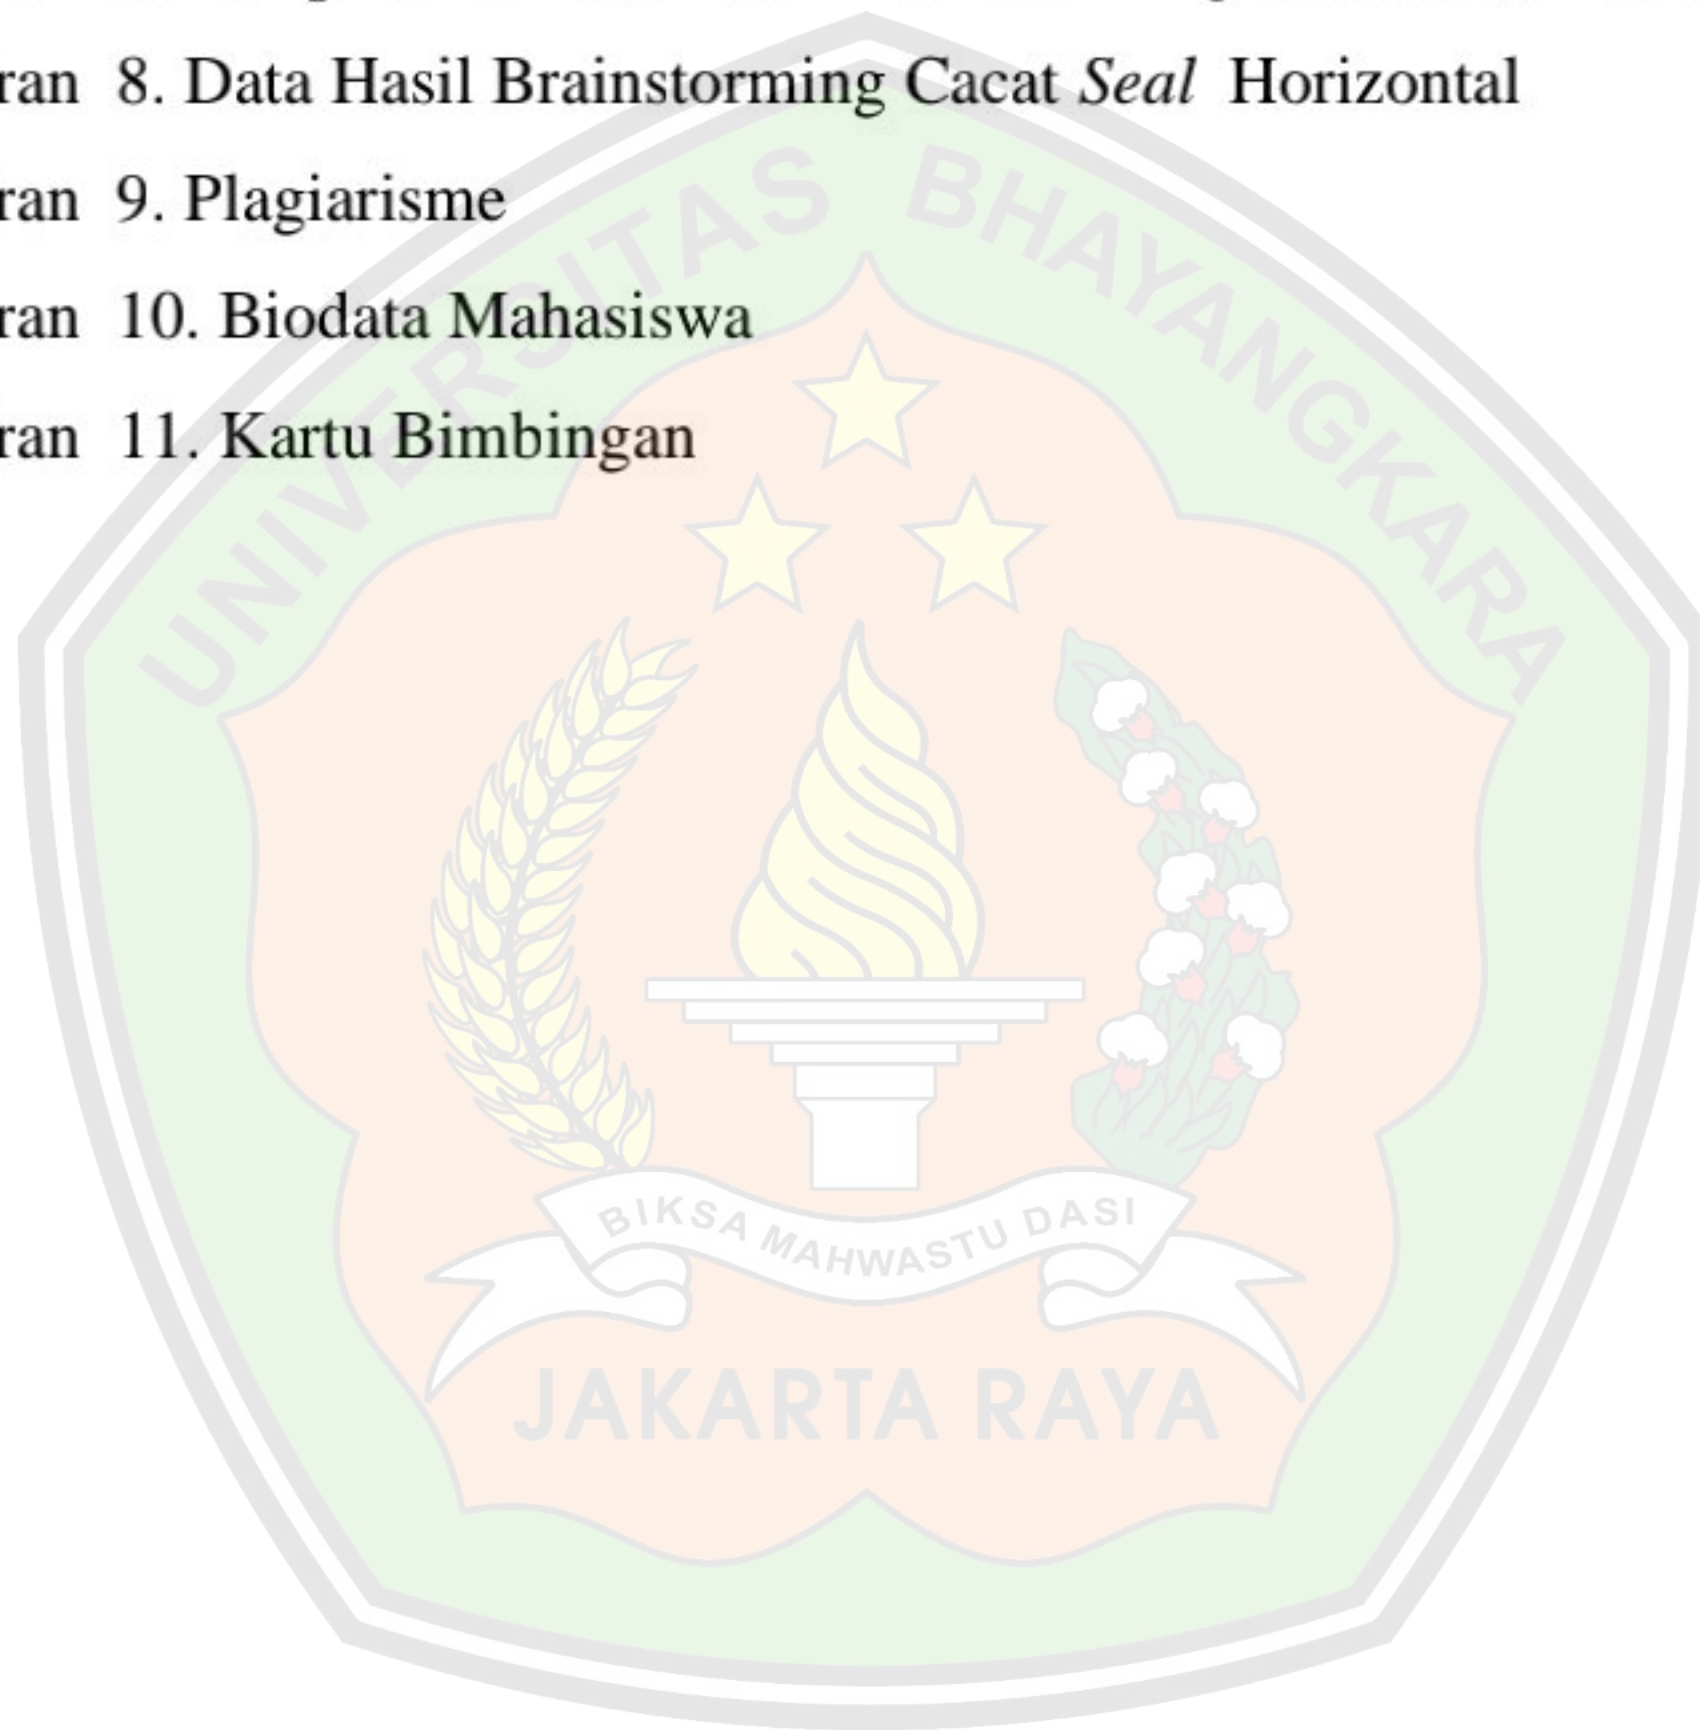 ran 8. Data Hasil Brainstorming Cacat Seal Horizontal
ran 9. Plagiarisme
ran 10. Biodata Mahasiswa
ran 11. Kartu Bimbingan
UNIVERSITAS BHAYANGKARA
BIKSA MAHWASTU DASI
JAKARTA RAYA